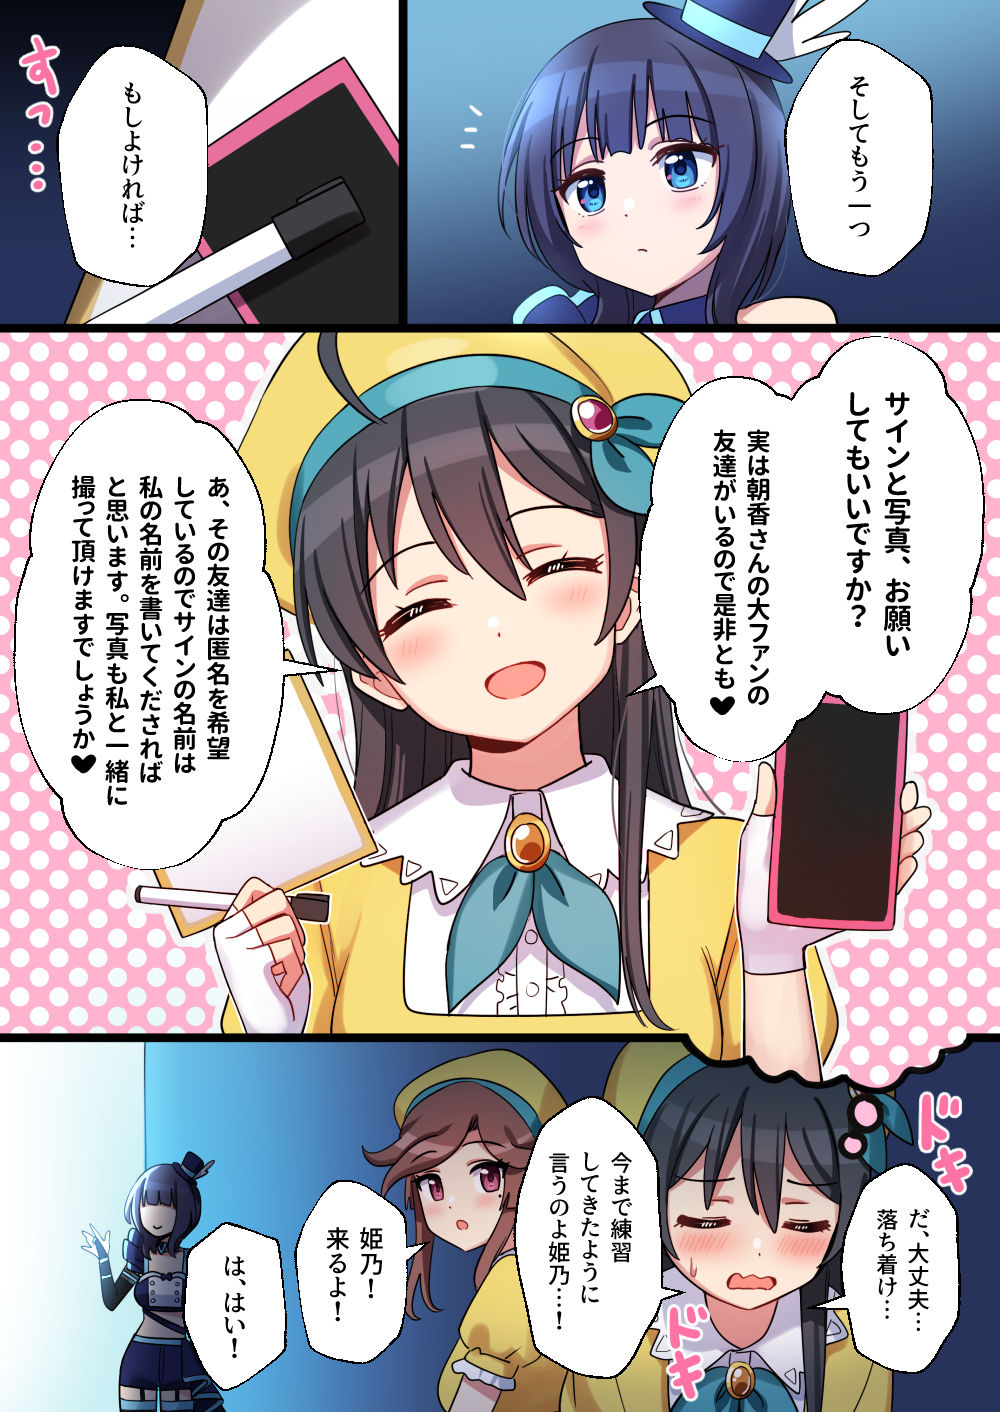 そしてもう一つ
もしよければ…
すっ…
サインと写真、お願い
してもいいですか？
実は朝香さんの大ファンの
友達がいるので是非とも♥
あ、その友達は匿名を希望
しているのでサインの名前は
私の名前を書いてくだされば
と思います。写真も私と一緒に
撮って頂けますでしょうか♥
ドキ
だ、大丈夫…
落ち着け…
今まで練習
してきたように
言うのよ姫乃…！
ドキ
姫乃！
来るよ！
は、はい！